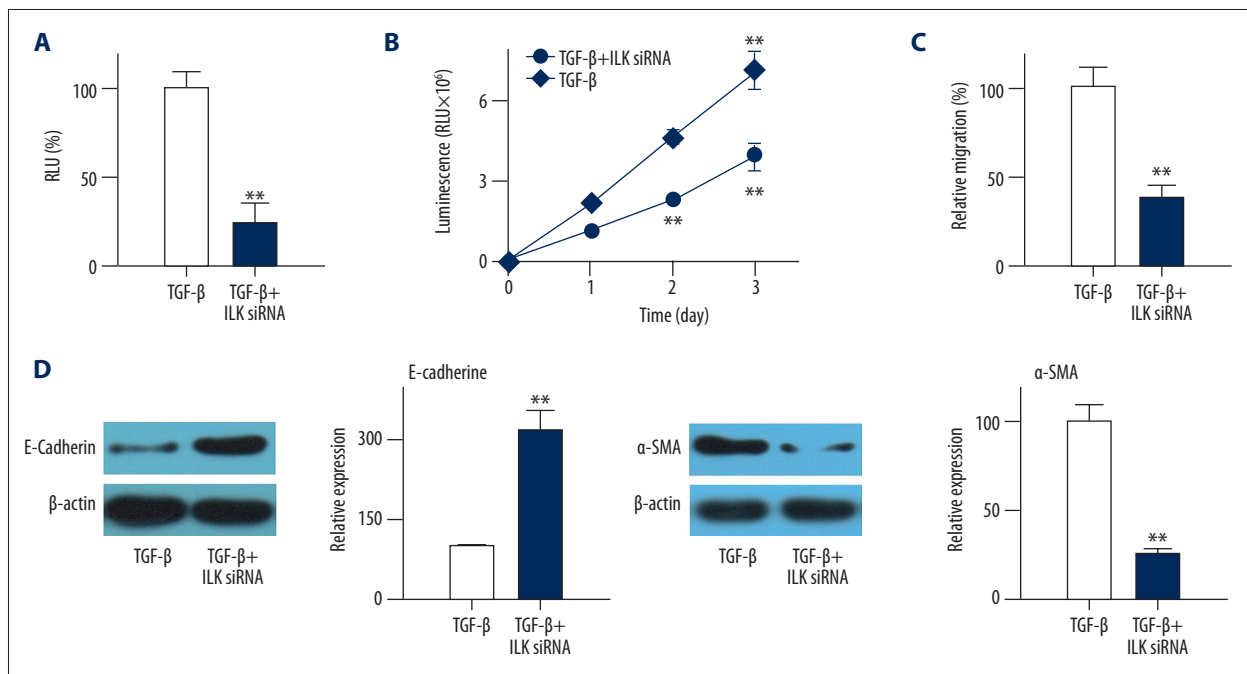 A
RLU (%)
100
50
0
TGF-β
TGF-β+
ILK siRNA
**
B
Luminescence (RLU×10⁶)
6
3
0
TGF-β+ILK siRNA
TGF-β
**
**
**
0 1 2 3
Time (day)
C
Relative migration (%)
100
50
0
**
TGF-β
TGF-β+
ILK siRNA
D
E-Cadherin
β-actin
TGF-β
TGF-β+
ILK siRNA
E-cadherine
Relative expression
300
150
0
**
TGF-β
TGF-β+
ILK siRNA
α-SMA
β-actin
TGF-β
TGF-β+
ILK siRNA
α-SMA
Relative expression
100
50
0
**
TGF-β
TGF-β+
ILK siRNA